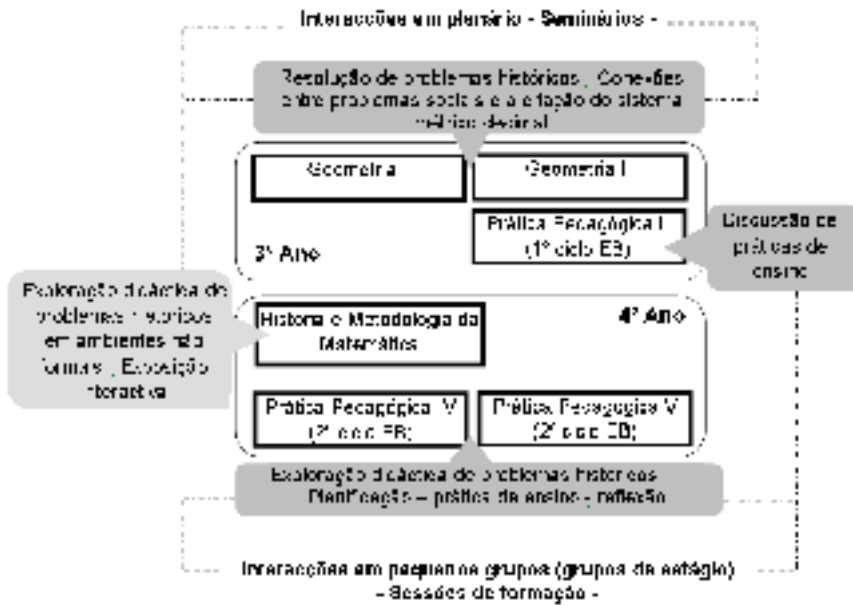 Interacções em plenário - Seminários -
Resolução de problemas históricos , Conexões
entre problemas sociais e a criação do sistema
métrico decimal
Geometria
Geometria I
Prática Pedagógica I
(1º ciclo EB)
3º Ano
Discussão de
práticas de
ensino
Exploração didáctica de
problemas históricos
em ambientes não
formais , Exposição
interactiva
História e Metodologia da
Matemática
4º Ano
Prática Pedagógica
(2º ciclo EB)
Prática Pedagógica V
(2º ciclo EB)
Exploração didáctica de problemas históricos
Planificação – prática de ensino - reflexão
Interacções em pequenos grupos (grupos de estágio)
- Sessões de formação -